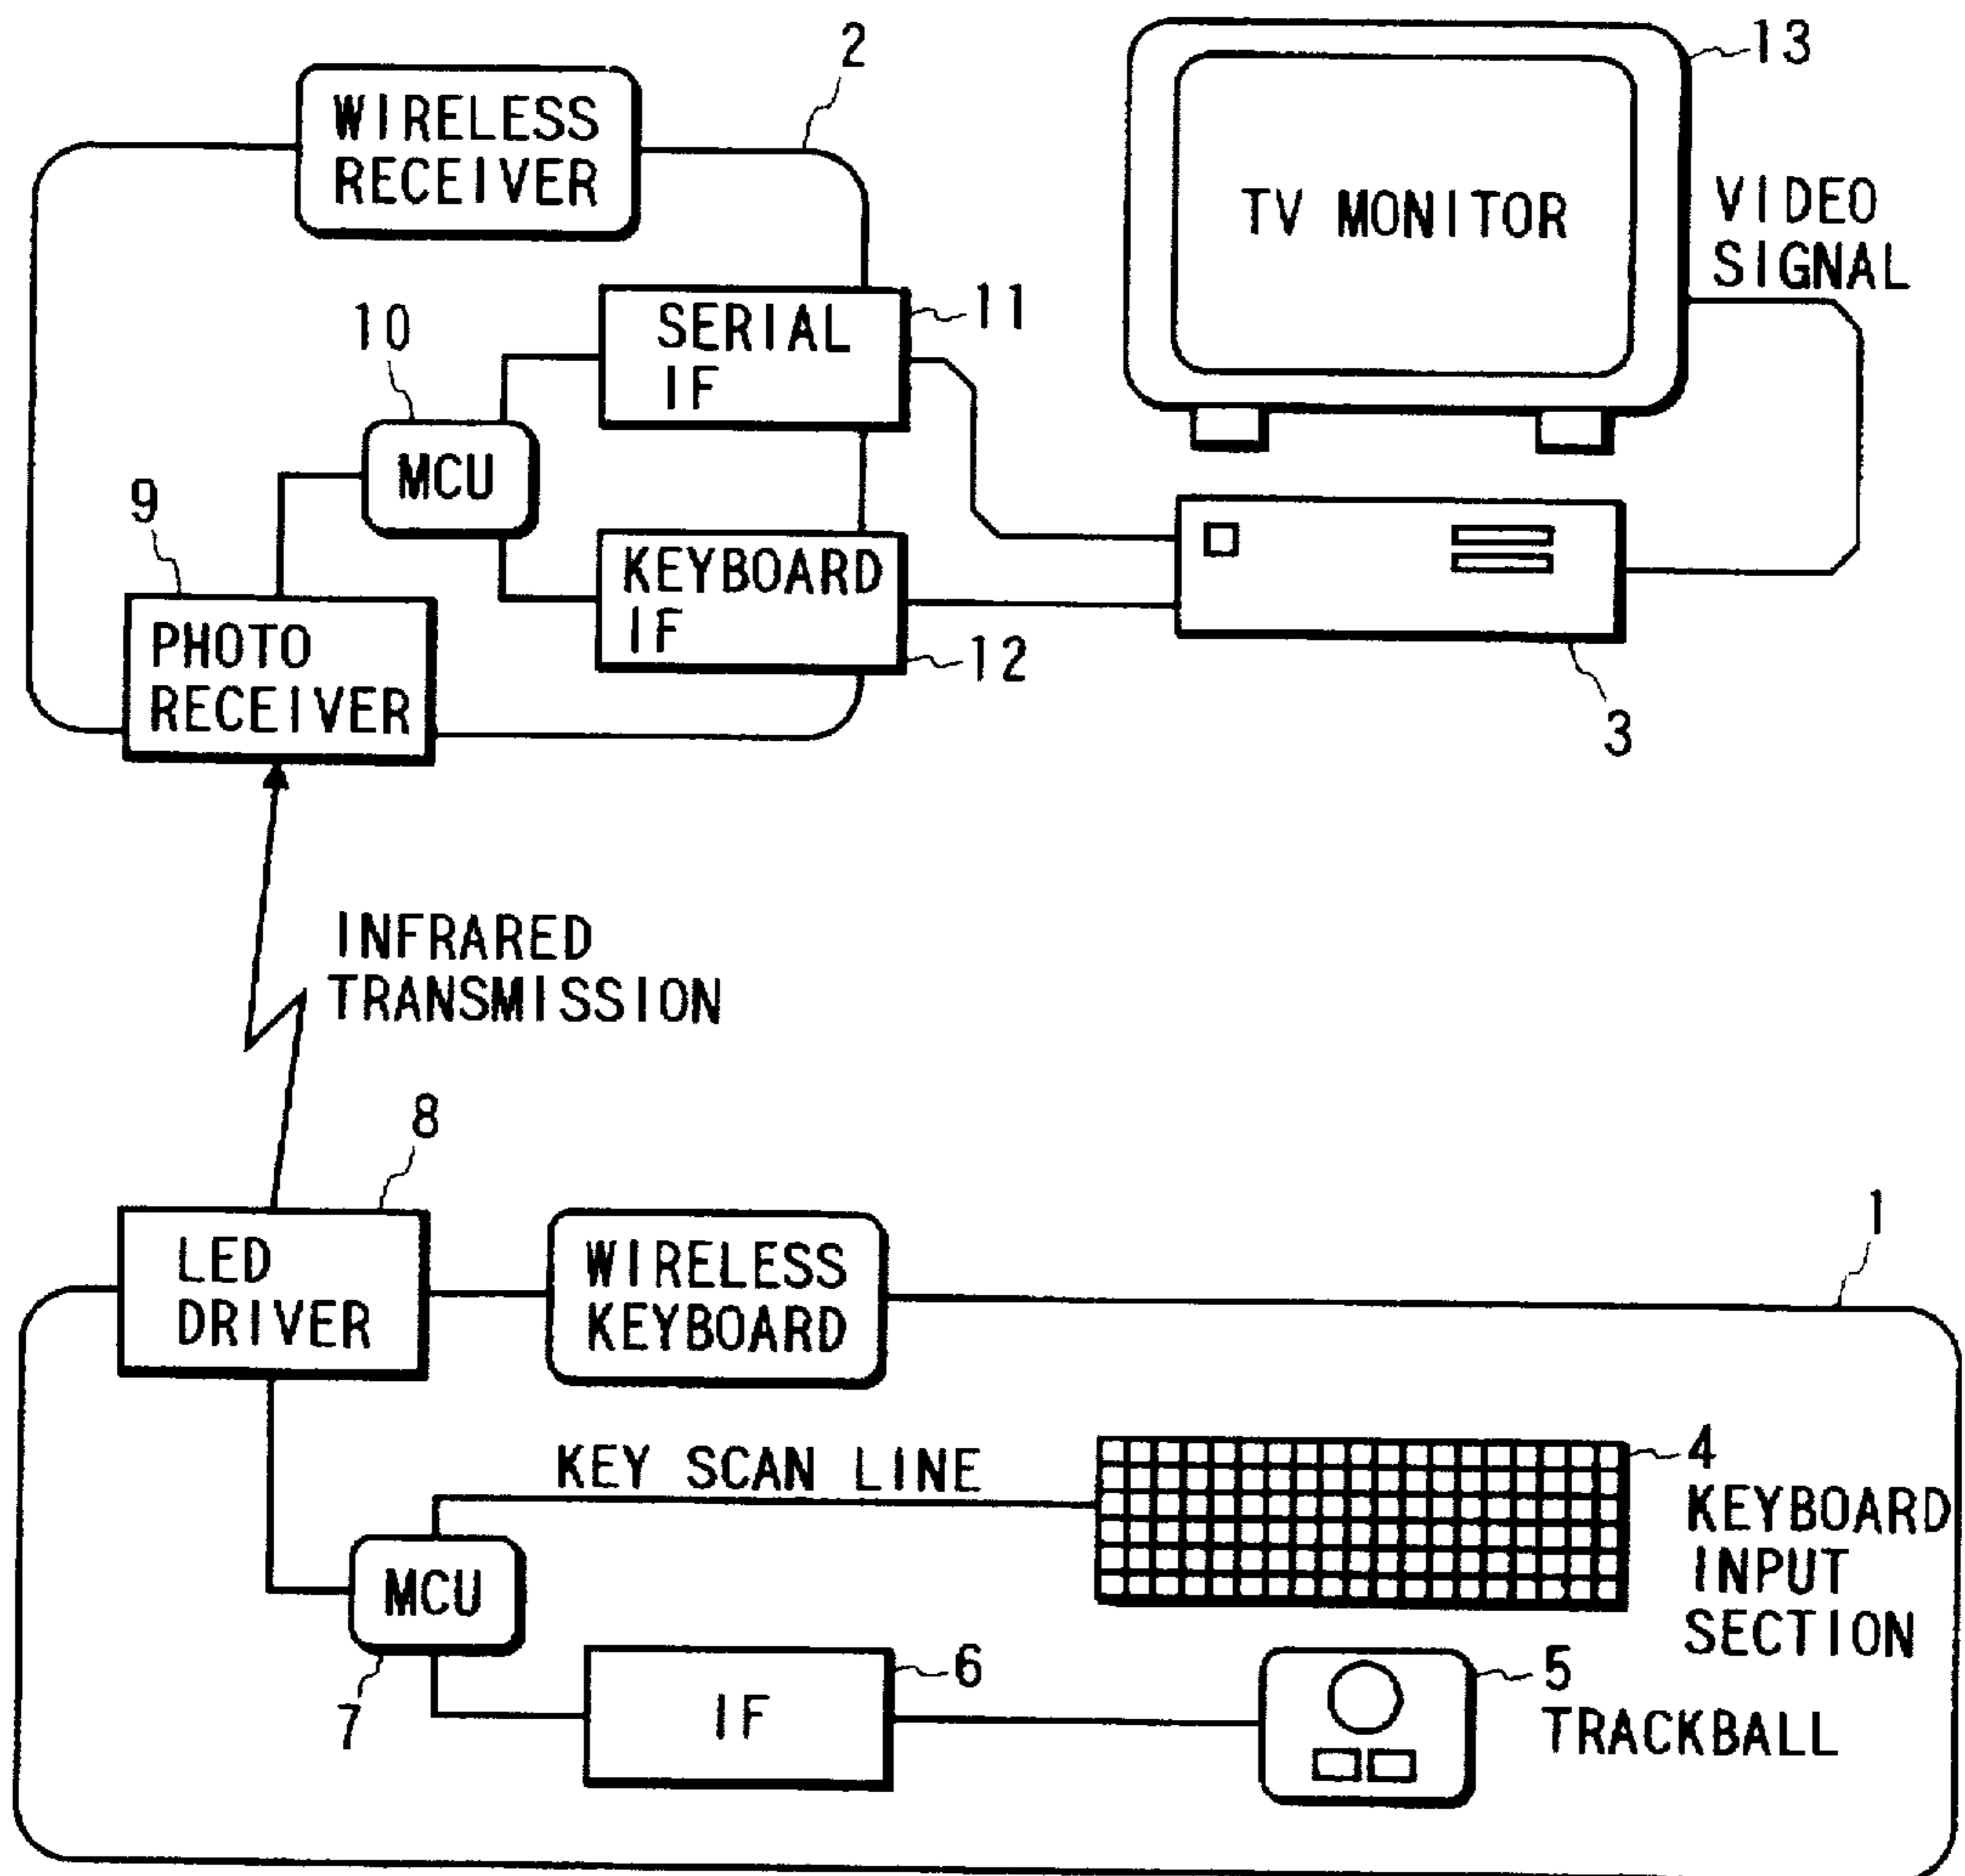 2
13
WIRELESS
RECEIVER
TV MONITOR
VIDEO
SIGNAL
10
SERIAL
IF
11
MCU
9
KEYBOARD
IF
12
PHOTO
RECEIVER
3
INFRARED
TRANSMISSION
8
1
LED
DRIVER
WIRELESS
KEYBOARD
KEY SCAN LINE
4
KEYBOARD
INPUT
SECTION
MCU
7
6
IF
5
TRACKBALL